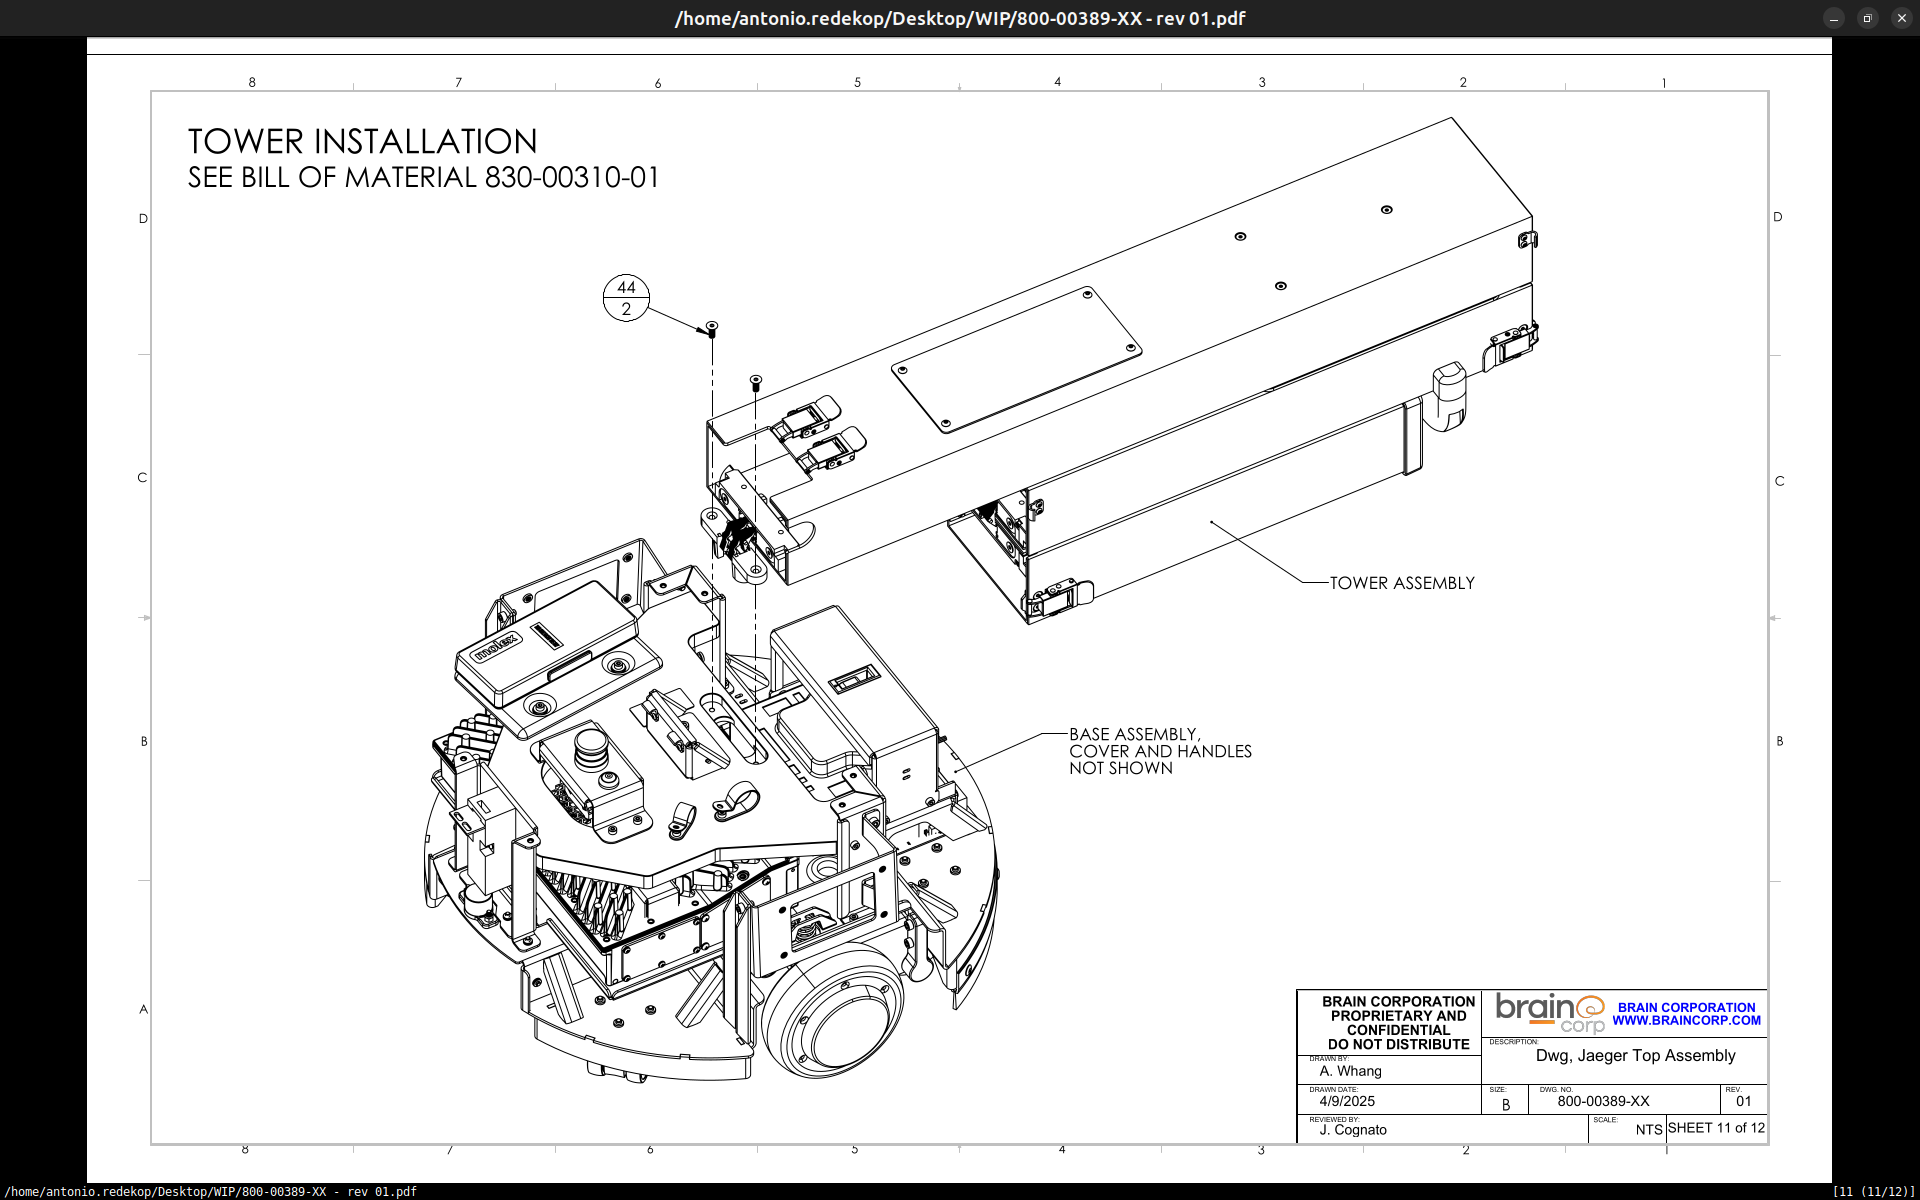 /home/antonio.redekop/Desktop/WIP/800-00389-XX - rev 01.pdf
8 7 6 5 4 3 2 1
TOWER INSTALLATION
SEE BILL OF MATERIAL 830-00310-01
D D
44
2
C C
TOWER ASSEMBLY
molex
BASE ASSEMBLY,
COVER AND HANDLES
NOT SHOWN
B B
A
BRAIN CORPORATION
PROPRIETARY AND
CONFIDENTIAL
DO NOT DISTRIBUTE
brain
corp
BRAIN CORPORATION
WWW.BRAINCORP.COM
DESCRIPTION:
Dwg, Jaeger Top Assembly
DRAWN BY:
A. Whang
DRAWN DATE:
4/9/2025
SIZE:
B
DWG. NO.
800-00389-XX
REV.
01
REVIEWED BY:
J. Cognato
SCALE:
NTS
SHEET 11 of 12
8 7 6 5 4 3 2 1
/home/antonio.redekop/Desktop/WIP/800-00389-XX - rev 01.pdf
[11 (11/12)]